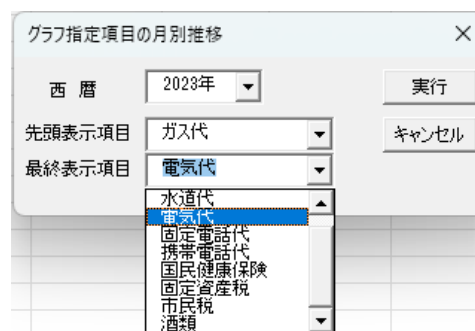 グラフ指定項目の月別推移
西 暦 2023年 実行
先頭表示項目 ガス代 キャンセル
最終表示項目 電気代
水道代
電気代
固定電話代
携帯電話代
国民健康保険
固定資産税
市民税
酒類